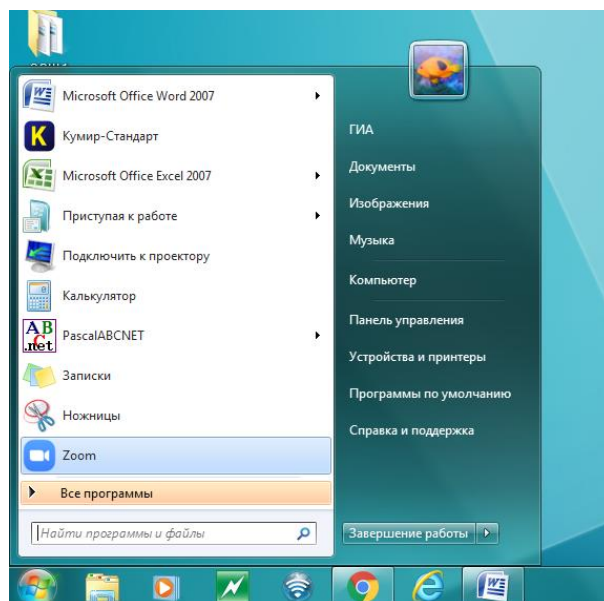 Microsoft Office Word 2007
Кумир-Стандарт
Microsoft Office Excel 2007
Приступая к работе
Подключить к проектору
Калькулятор
PascalABCNET
Записки
Ножницы
Zoom
Все программы
Найти программы и файлы
ГИА
Документы
Изображения
Музыка
Компьютер
Панель управления
Устройства и принтеры
Программы по умолчанию
Справка и поддержка
Завершение работы